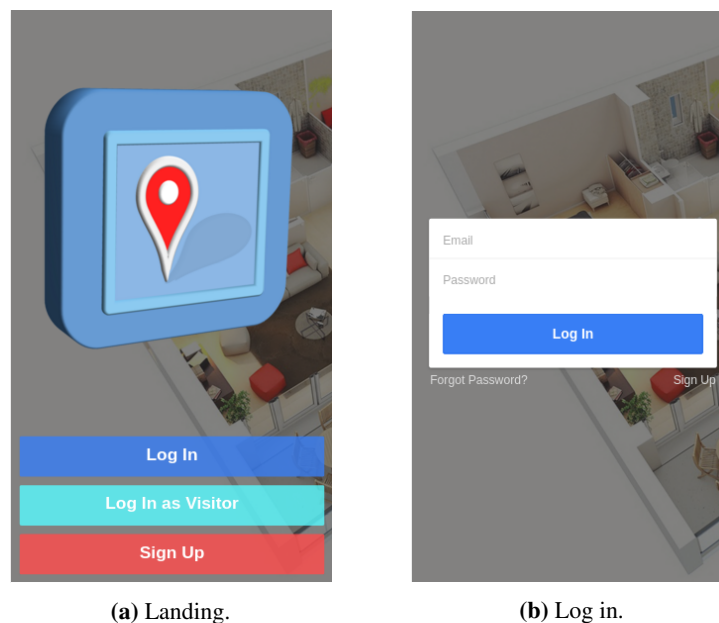 Log In
Log In as Visitor
Sign Up
(a) Landing.
Email
Password
Log In
Forgot Password? Sign Up
(b) Log in.